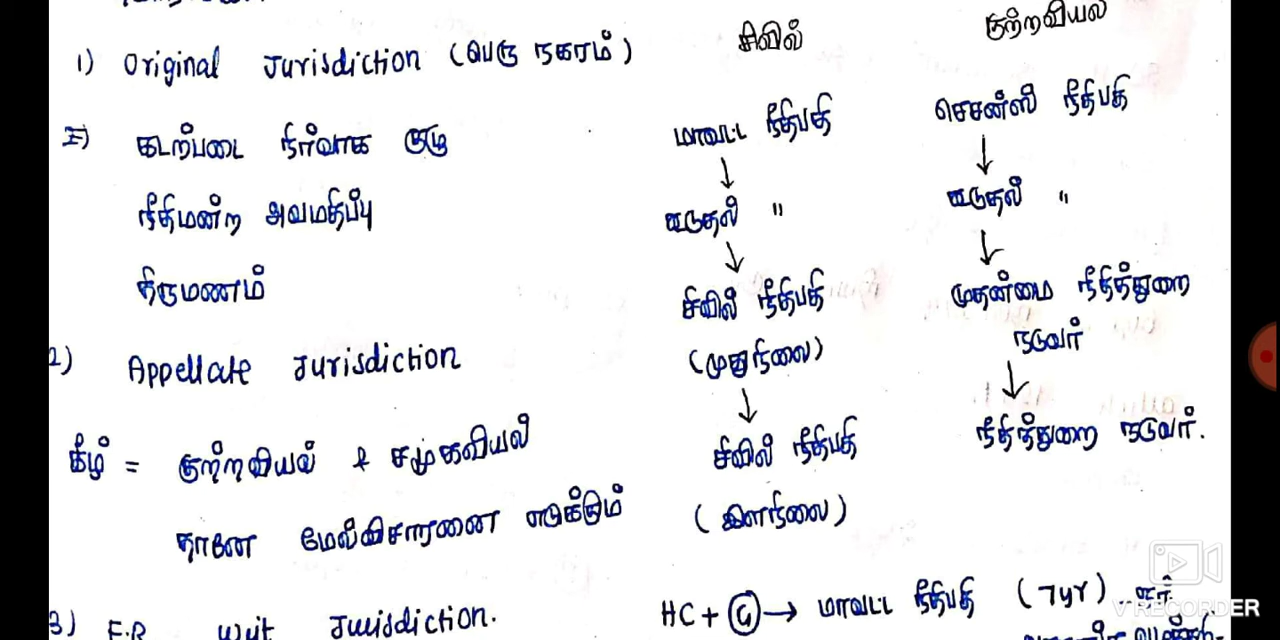 1) Original Jurisdiction (பெரு நகரம்)
I) கடற்படை நிர்வாக குழு
நீதிமன்ற அவமதிப்பு
திருமணம்
2) Appellate Jurisdiction
கீழ் = குற்றவியல் & சமுகவியல்
தானே மேல்விசாரணை எடுக்கும்
3) F.R writ Jurisdiction.
சிவில்
மாவட்ட நீதிபதி
↓
கூடுதல் "
↓
சிவில் நீதிபதி
(முதுநிலை)
↓
சிவில் நீதிபதி
(இளநிலை)
குற்றவியல்
செசன்ஸ் நீதிபதி
↓
கூடுதல் "
↓
முதன்மை நீதித்துறை
நடுவர்
↓
நீதித்துறை நடுவர்.
HC + G → மாவட்ட நீதிபதி (7yr)
V RECORDER